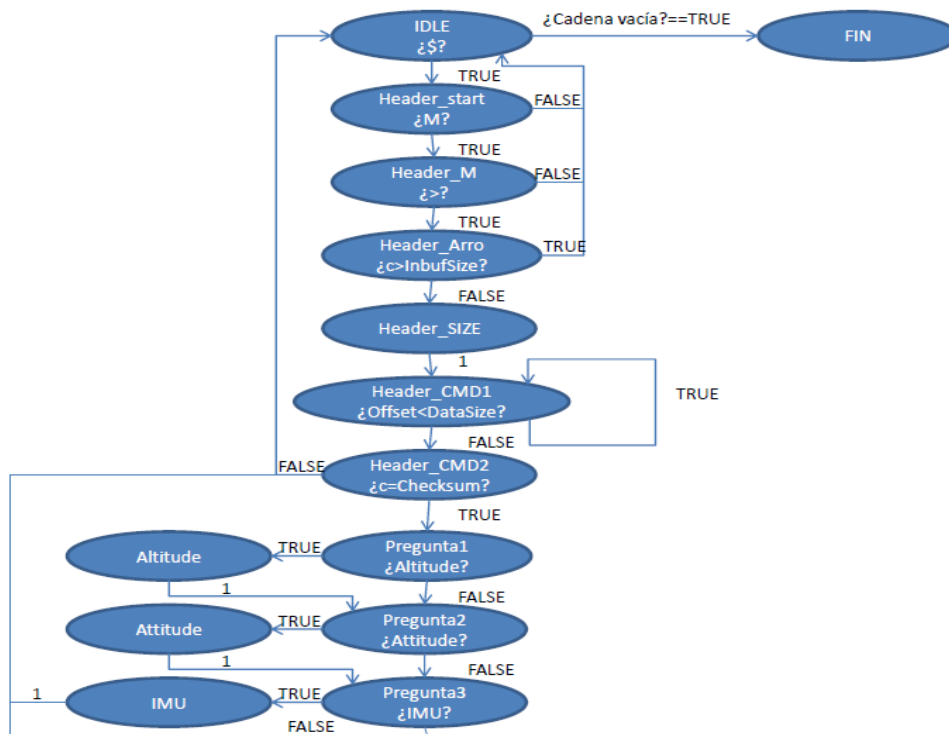 IDLE
¿$?
¿Cadena vacía?==TRUE
FIN
TRUE
Header_start
¿M?
FALSE
TRUE
Header_M
¿>?
FALSE
TRUE
Header_Arro
¿c>InbufSize?
TRUE
FALSE
Header_SIZE
1
Header_CMD1
¿Offset<DataSize?
TRUE
FALSE
FALSE
Header_CMD2
¿c=Checksum?
TRUE
Altitude
TRUE
Pregunta1
¿Altitude?
1
FALSE
Attitude
TRUE
Pregunta2
¿Attitude?
1
FALSE
1
IMU
TRUE
Pregunta3
¿IMU?
FALSE